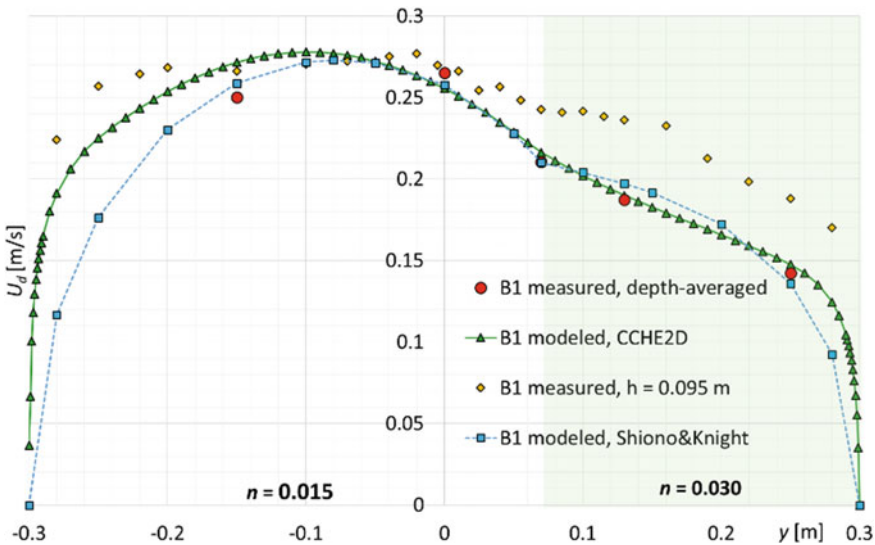 0.3
0.25
0.2
0.15
0.1
0.05
0
U_d [m/s]
B1 measured, depth-averaged
B1 modeled, CCHE2D
B1 measured, h = 0.095 m
B1 modeled, Shiono&Knight
n = 0.015
n = 0.030
-0.3
-0.2
-0.1
0
0.1
0.2
y [m]
0.3